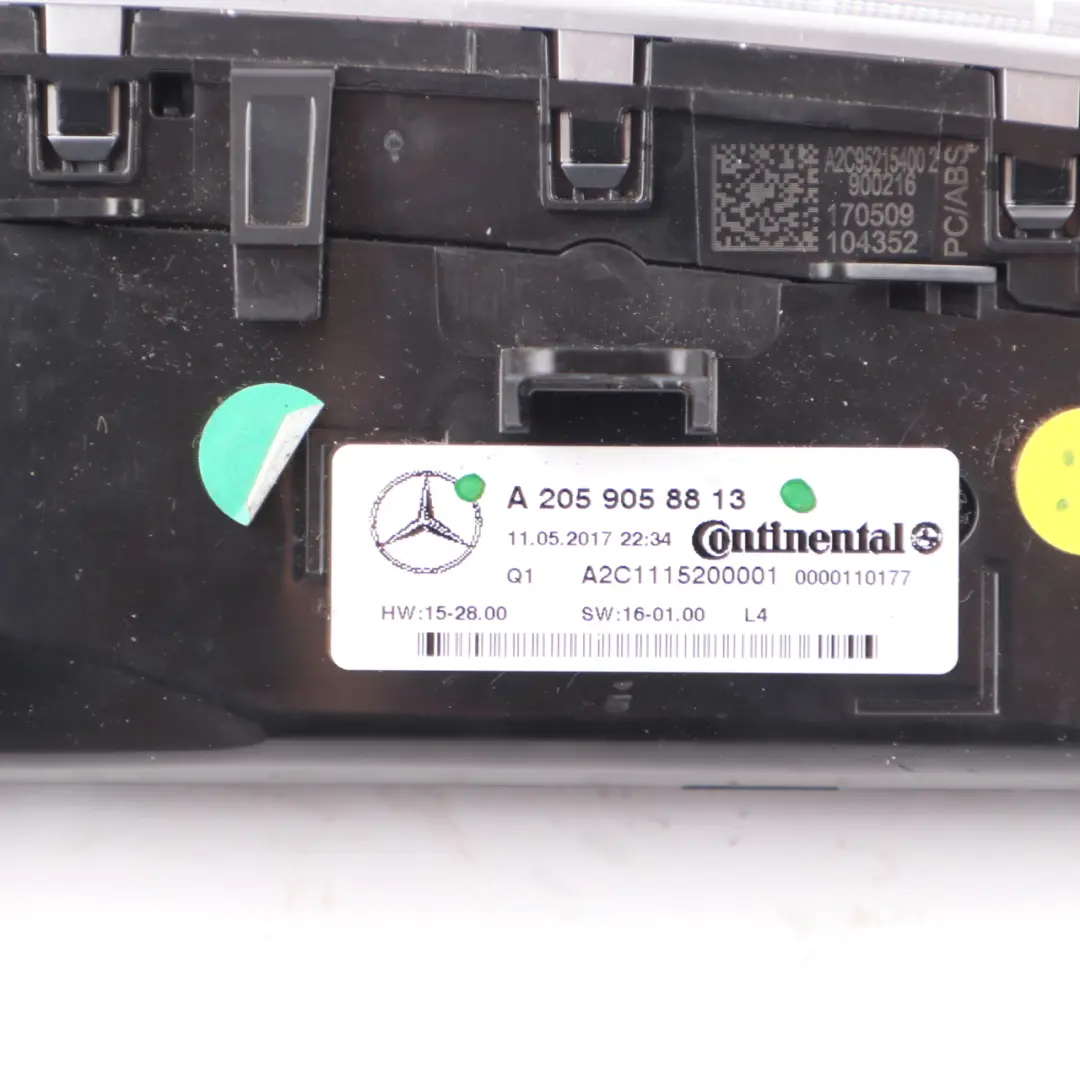 A2C95215400 2
900216
170509
104352
PC/ABS
A 205 905 88 13
11.05.2017 22:34 Continental
Q1 A2C1115200001 0000110177
HW:15-28.00 SW:16-01.00 L4